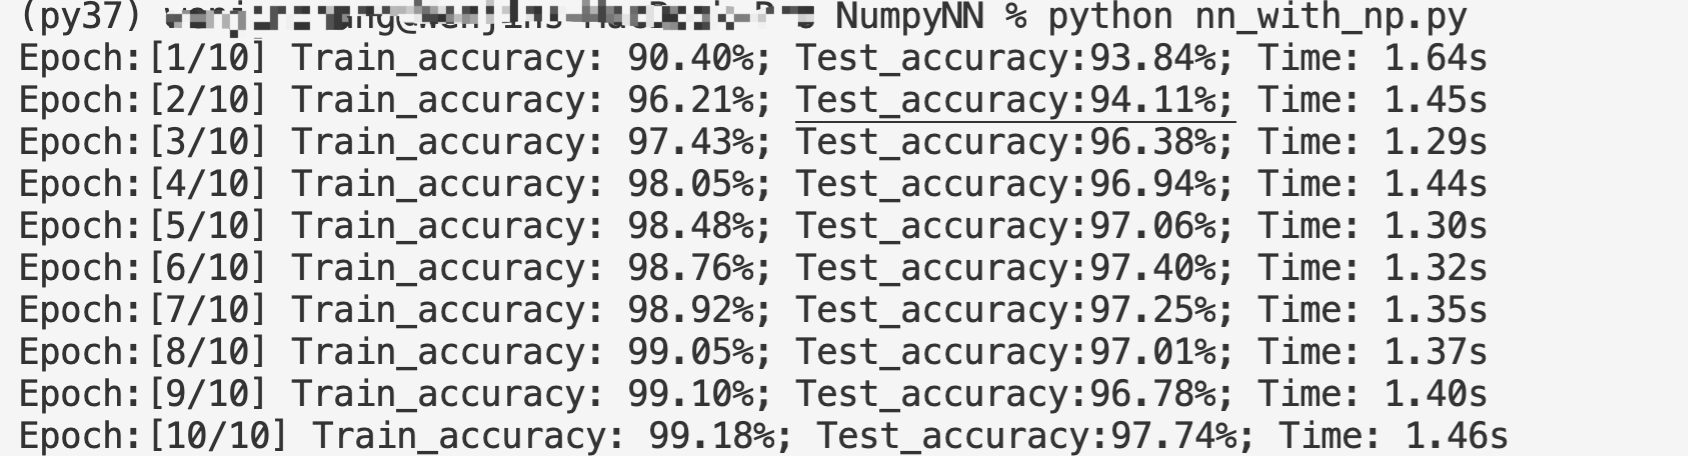 (py37) NumpyNN % python nn_with_np.py
Epoch:[1/10] Train_accuracy: 90.40%; Test_accuracy:93.84%; Time: 1.64s
Epoch:[2/10] Train_accuracy: 96.21%; Test_accuracy:94.11%; Time: 1.45s
Epoch:[3/10] Train_accuracy: 97.43%; Test_accuracy:96.38%; Time: 1.29s
Epoch:[4/10] Train_accuracy: 98.05%; Test_accuracy:96.94%; Time: 1.44s
Epoch:[5/10] Train_accuracy: 98.48%; Test_accuracy:97.06%; Time: 1.30s
Epoch:[6/10] Train_accuracy: 98.76%; Test_accuracy:97.40%; Time: 1.32s
Epoch:[7/10] Train_accuracy: 98.92%; Test_accuracy:97.25%; Time: 1.35s
Epoch:[8/10] Train_accuracy: 99.05%; Test_accuracy:97.01%; Time: 1.37s
Epoch:[9/10] Train_accuracy: 99.10%; Test_accuracy:96.78%; Time: 1.40s
Epoch:[10/10] Train_accuracy: 99.18%; Test_accuracy:97.74%; Time: 1.46s